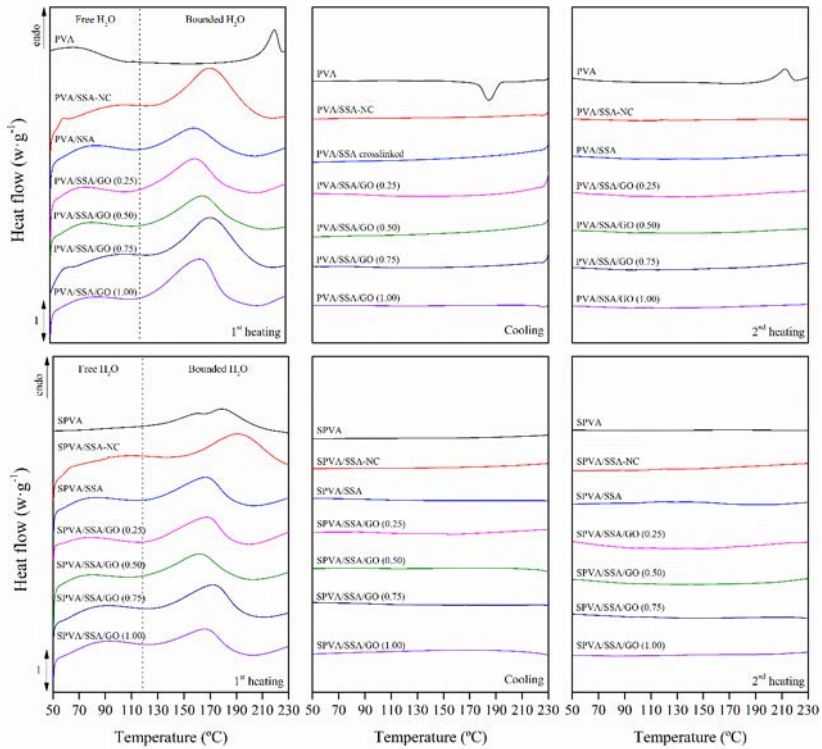 endo
Heat flow (w·g⁻¹)
1
Free H₂O
Bounded H₂O
PVA
PVA/SSA-NC
PVA/SSA
PVA/SSA/GO (0.25)
PVA/SSA/GO (0.50)
PVA/SSA/GO (0.75)
PVA/SSA/GO (1.00)
1ˢᵗ heating
PVA
PVA/SSA-NC
PVA/SSA crosslinked
PVA/SSA/GO (0.25)
PVA/SSA/GO (0.50)
PVA/SSA/GO (0.75)
PVA/SSA/GO (1.00)
Cooling
PVA
PVA/SSA-NC
PVA/SSA
PVA/SSA/GO (0.25)
PVA/SSA/GO (0.50)
PVA/SSA/GO (0.75)
PVA/SSA/GO (1.00)
2ⁿᵈ heating
endo
Heat flow (w·g⁻¹)
1
Free H₂O
Bounded H₂O
SPVA
SPVA/SSA-NC
SPVA/SSA
SPVA/SSA/GO (0.25)
SPVA/SSA/GO (0.50)
SPVA/SSA/GO (0.75)
SPVA/SSA/GO (1.00)
1ˢᵗ heating
SPVA
SPVA/SSA-NC
SPVA/SSA
SPVA/SSA/GO (0.25)
SPVA/SSA/GO (0.50)
SPVA/SSA/GO (0.75)
SPVA/SSA/GO (1.00)
Cooling
SPVA
SPVA/SSA-NC
SPVA/SSA
SPVA/SSA/GO (0.25)
SPVA/SSA/GO (0.50)
SPVA/SSA/GO (0.75)
SPVA/SSA/GO (1.00)
2ⁿᵈ heating
50 70 90 110 130 150 170 190 210 230
50 70 90 110 130 150 170 190 210 230
50 70 90 110 130 150 170 190 210 230
Temperature (ºC)
Temperature (ºC)
Temperature (ºC)